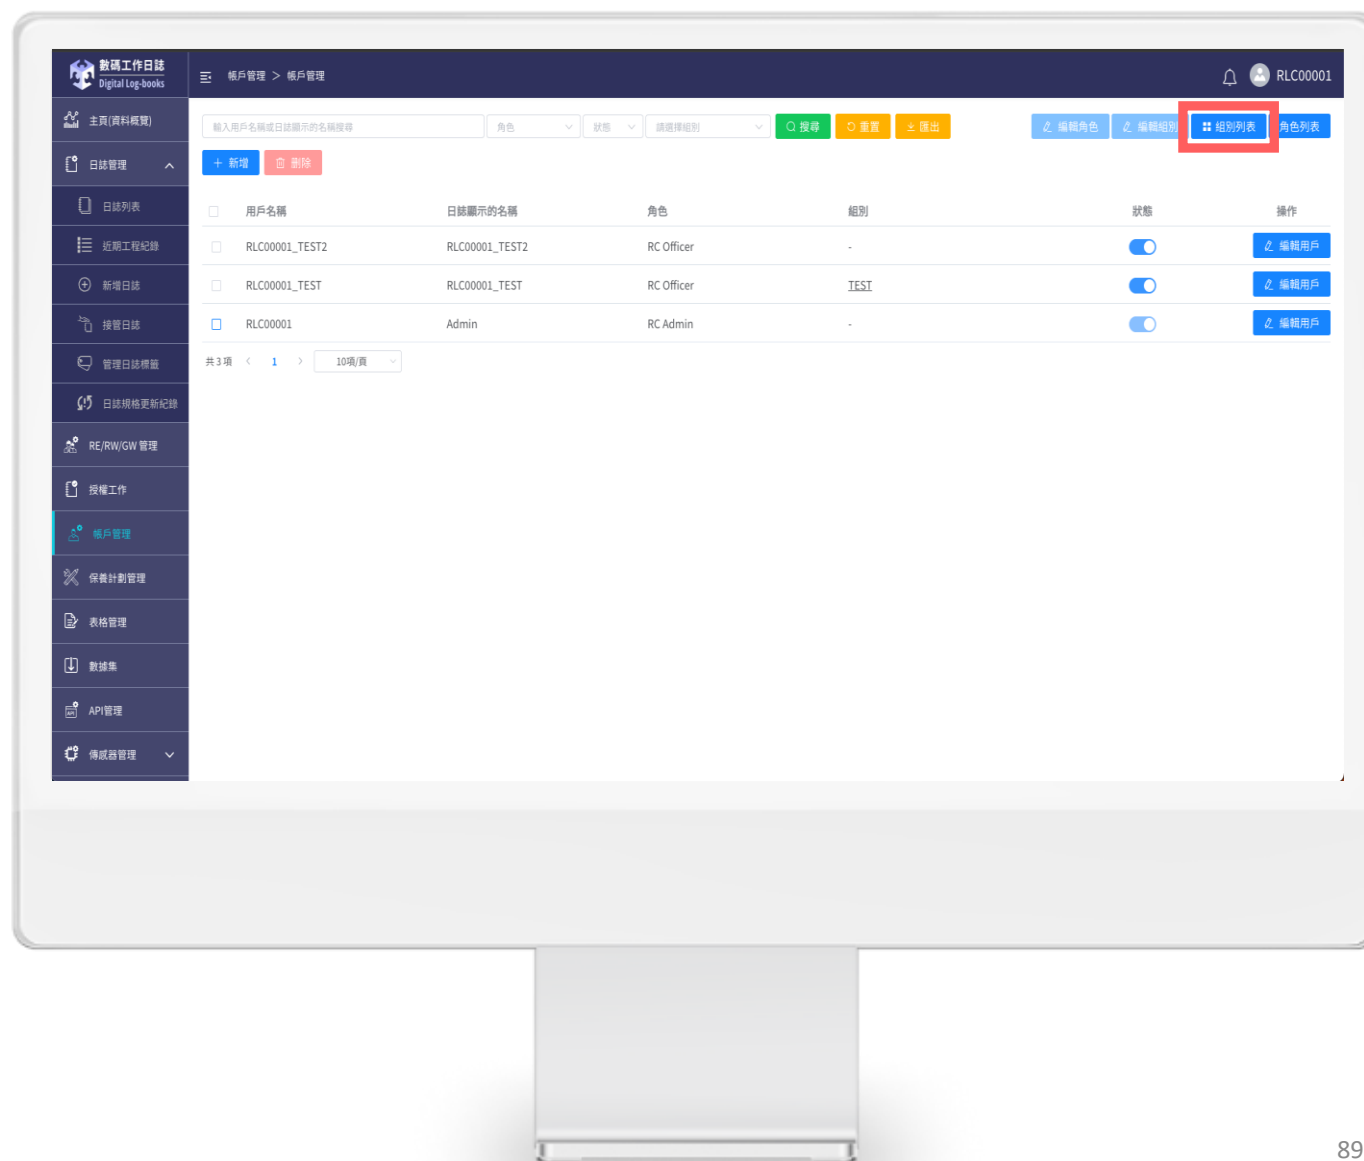 數碼工作日誌
Digital Log-books
帳戶管理 > 帳戶管理
RLC00001
主頁(資料概覽)
日誌管理
日誌列表
近期工程紀錄
新增日誌
接管日誌
管理日誌標籤
日誌規格更新紀錄
RE/RW/GW 管理
授權工作
帳戶管理
保養計劃管理
表格管理
數據集
API管理
傳感器管理
輸入用戶名稱或日誌顯示的名稱搜尋 角色 狀態 請選擇組別 搜尋 重置 匯出 編輯角色 編輯組別 組別列表 角色列表
+ 新增 刪除
用戶名稱 日誌顯示的名稱 角色 組別 狀態 操作
RLC00001_TEST2 RLC00001_TEST2 RC Officer - 編輯用戶
RLC00001_TEST RLC00001_TEST RC Officer TEST 編輯用戶
RLC00001 Admin RC Admin - 編輯用戶
共 3 項 < 1 > 10項/頁
89